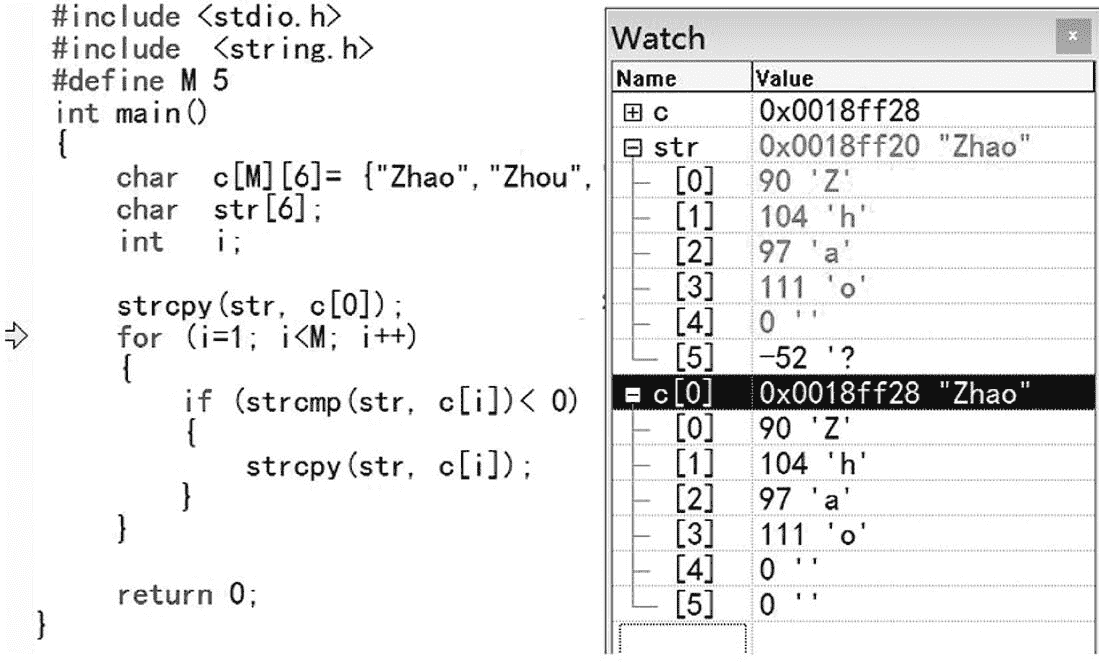 #include <stdio.h>
#include  <string.h>
#define M 5
int main()
{
char  c[M][6]= {"Zhao","Zhou",
char  str[6];
int   i;
strcpy(str, c[0]);
for (i=1; i<M; i++)
{
if (strcmp(str, c[i])< 0)
{
strcpy(str, c[i]);
}
}
return 0;
}
Watch
Name Value
c 0x0018ff28
str 0x0018ff20 "Zhao"
[0] 90 'Z'
[1] 104 'h'
[2] 97 'a'
[3] 111 'o'
[4] 0 ''
[5] -52 '?
c[0] 0x0018ff28 "Zhao"
[0] 90 'Z'
[1] 104 'h'
[2] 97 'a'
[3] 111 'o'
[4] 0 ''
[5] 0 ''